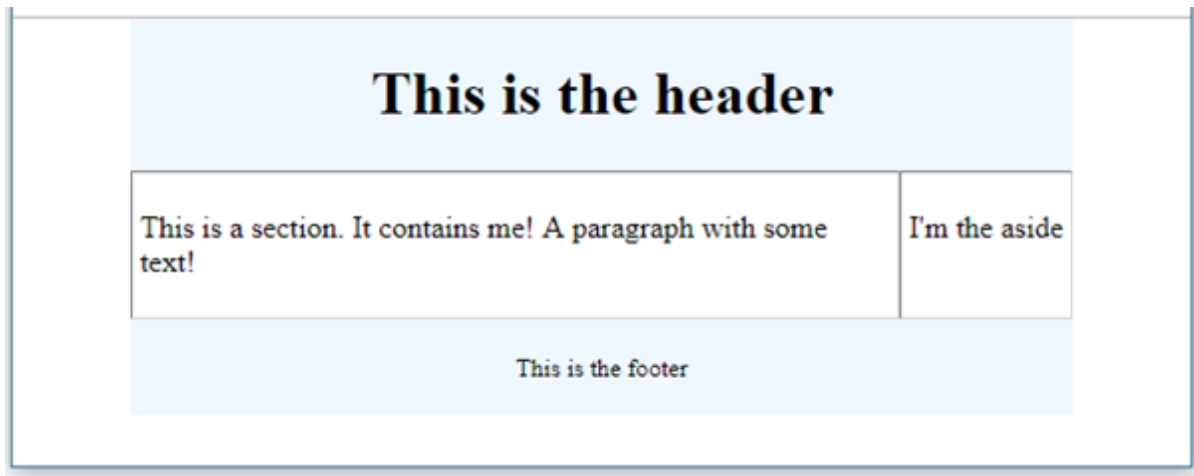 This is the header
This is a section. It contains me! A paragraph with some
text!
I'm the aside
This is the footer